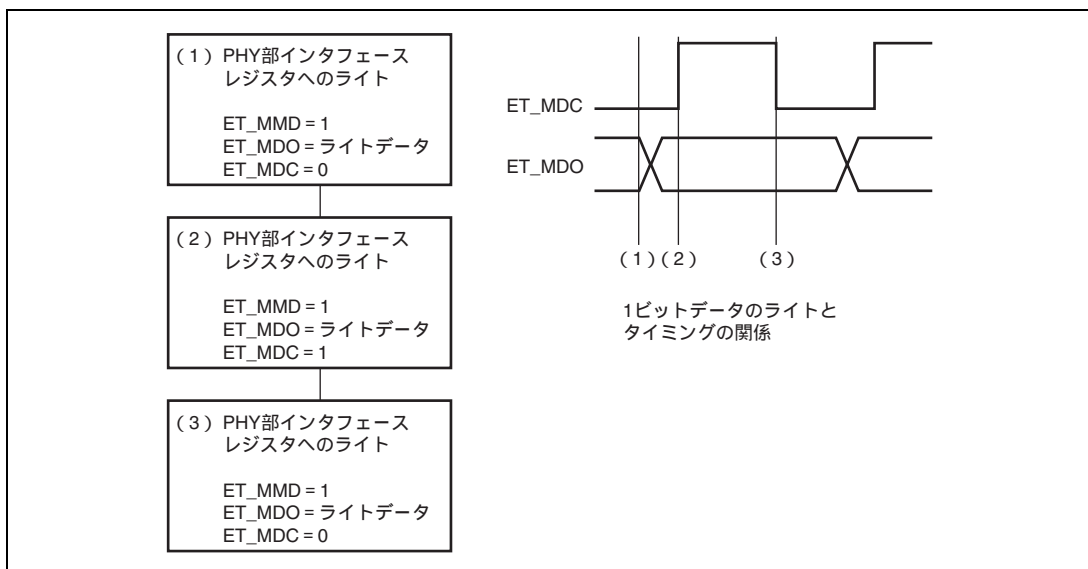 （1）PHY部インタフェース
レジスタへのライト
ET_MMD = 1
ET_MDO = ライトデータ
ET_MDC = 0
（2）PHY部インタフェース
レジスタへのライト
ET_MMD = 1
ET_MDO = ライトデータ
ET_MDC = 1
（3）PHY部インタフェース
レジスタへのライト
ET_MMD = 1
ET_MDO = ライトデータ
ET_MDC = 0
ET_MDC
ET_MDO
（1）（2）　（3）
1ビットデータのライトと
タイミングの関係